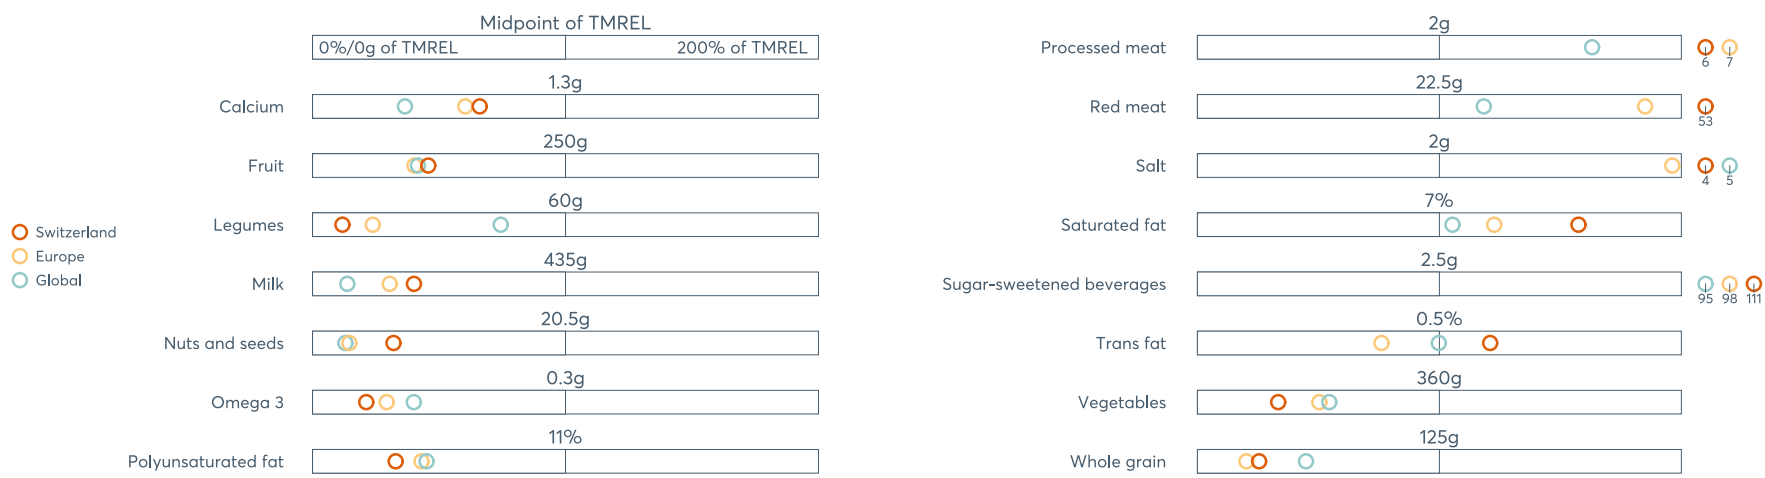 Midpoint of TMREL
0%/0g of TMREL 200% of TMREL
1.3g
Calcium
250g
Fruit
60g
Legumes
435g
Milk
20.5g
Nuts and seeds
0.3g
Omega 3
11%
Polyunsaturated fat
Switzerland
Europe
Global
2g
Processed meat
6 7
22.5g
Red meat
53
2g
Salt
4 5
7%
Saturated fat
2.5g
Sugar-sweetened beverages
95 98 111
0.5%
Trans fat
360g
Vegetables
125g
Whole grain